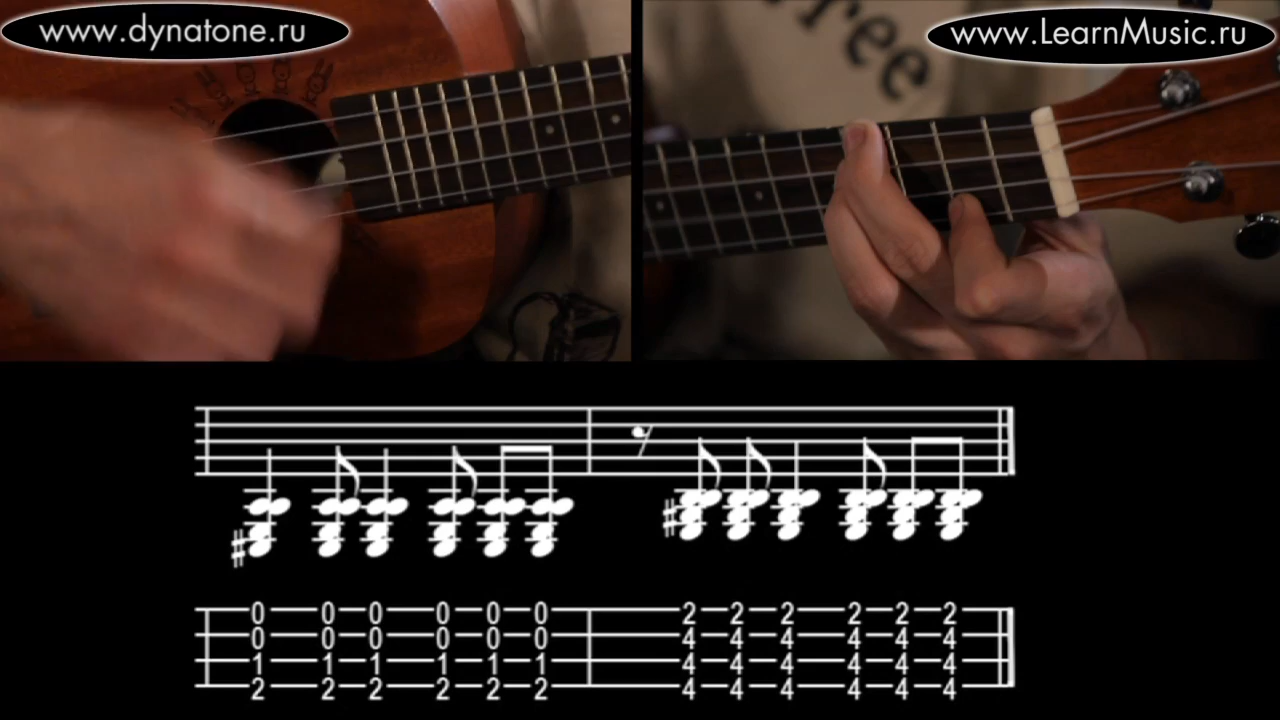 www.dynatone.ru
www.LearnMusic.ru
ree
0 0 0 0 0 0 2 2 2 2 2 2
0 0 0 0 0 0 4 4 4 4 4 4
1 1 1 1 1 1 4 4 4 4 4 4
2 2 2 2 2 2 4 4 4 4 4 4